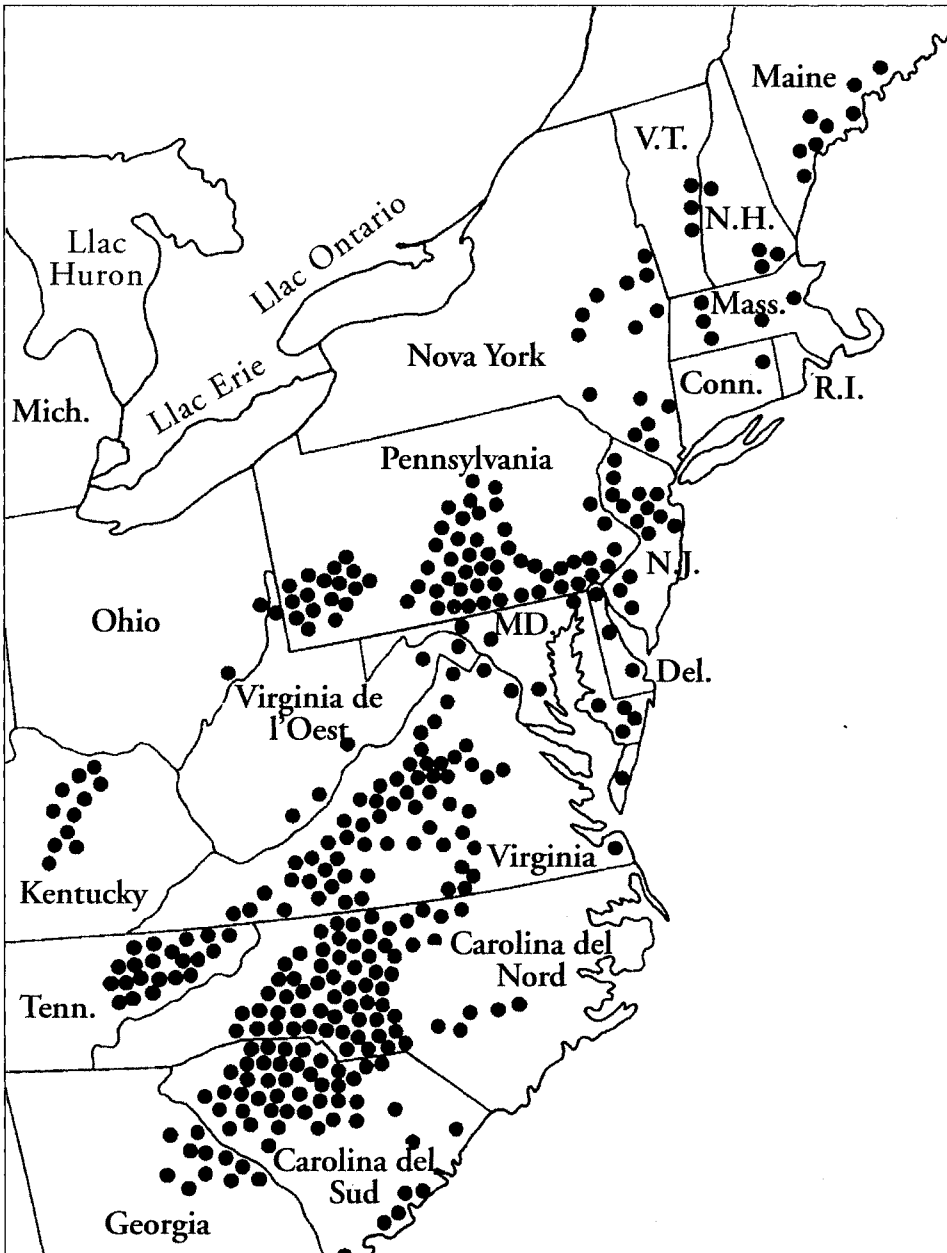 Maine
V.T.
N.H.
Llac
Huron
Llac Ontario
Mass.
Nova York
Llac Erie
Conn.
R.I.
Mich.
Pennsylvania
N.J.
Ohio
MD.
Del.
Virginia de
l'Oest
Virginia
Kentucky
Carolina del
Nord
Tenn.
Carolina del
Sud
Georgia